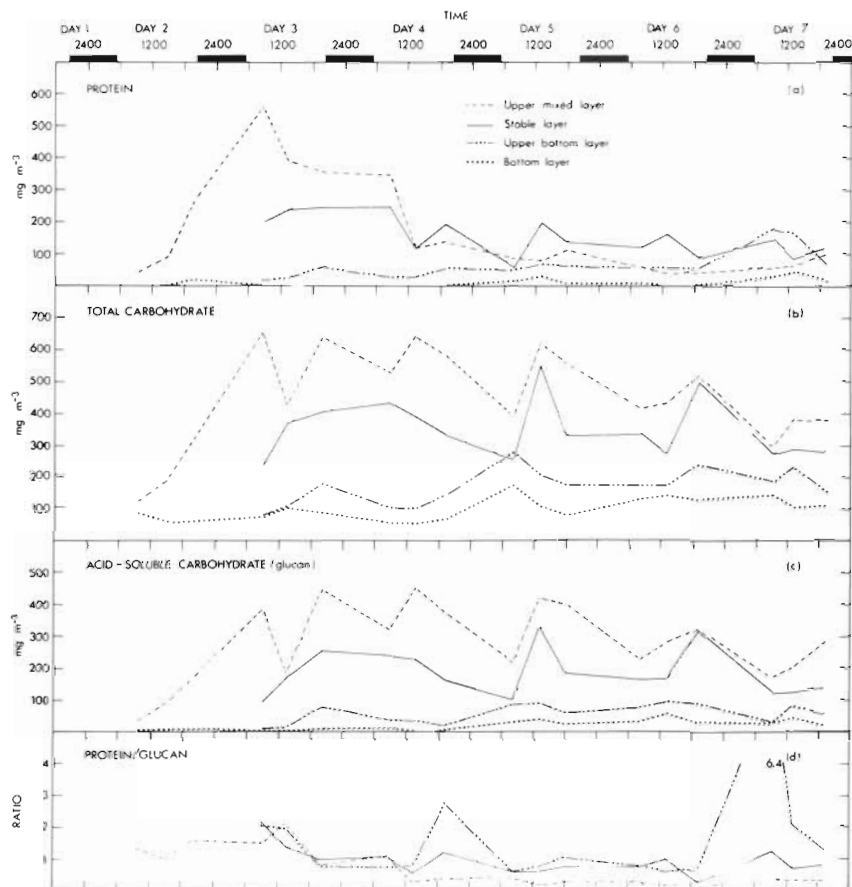 TIME
DAY 1 DAY 2 DAY 3 DAY 4 DAY 5 DAY 6 DAY 7
2400 1200 2400 1200 2400 1200 2400 1200 2400 1200 2400 1200 2400
PROTEIN (a)
Upper mixed layer
Stable layer
Upper bottom layer
Bottom layer
600
500
400
300
200
100
mg m⁻³
TOTAL CARBOHYDRATE (b)
700
600
500
400
300
200
100
mg m⁻³
ACID-SOLUBLE CARBOHYDRATE (glucan) (c)
500
400
300
200
100
mg m⁻³
PROTEIN/GLUCAN (d)
6.4
4
2
RATIO